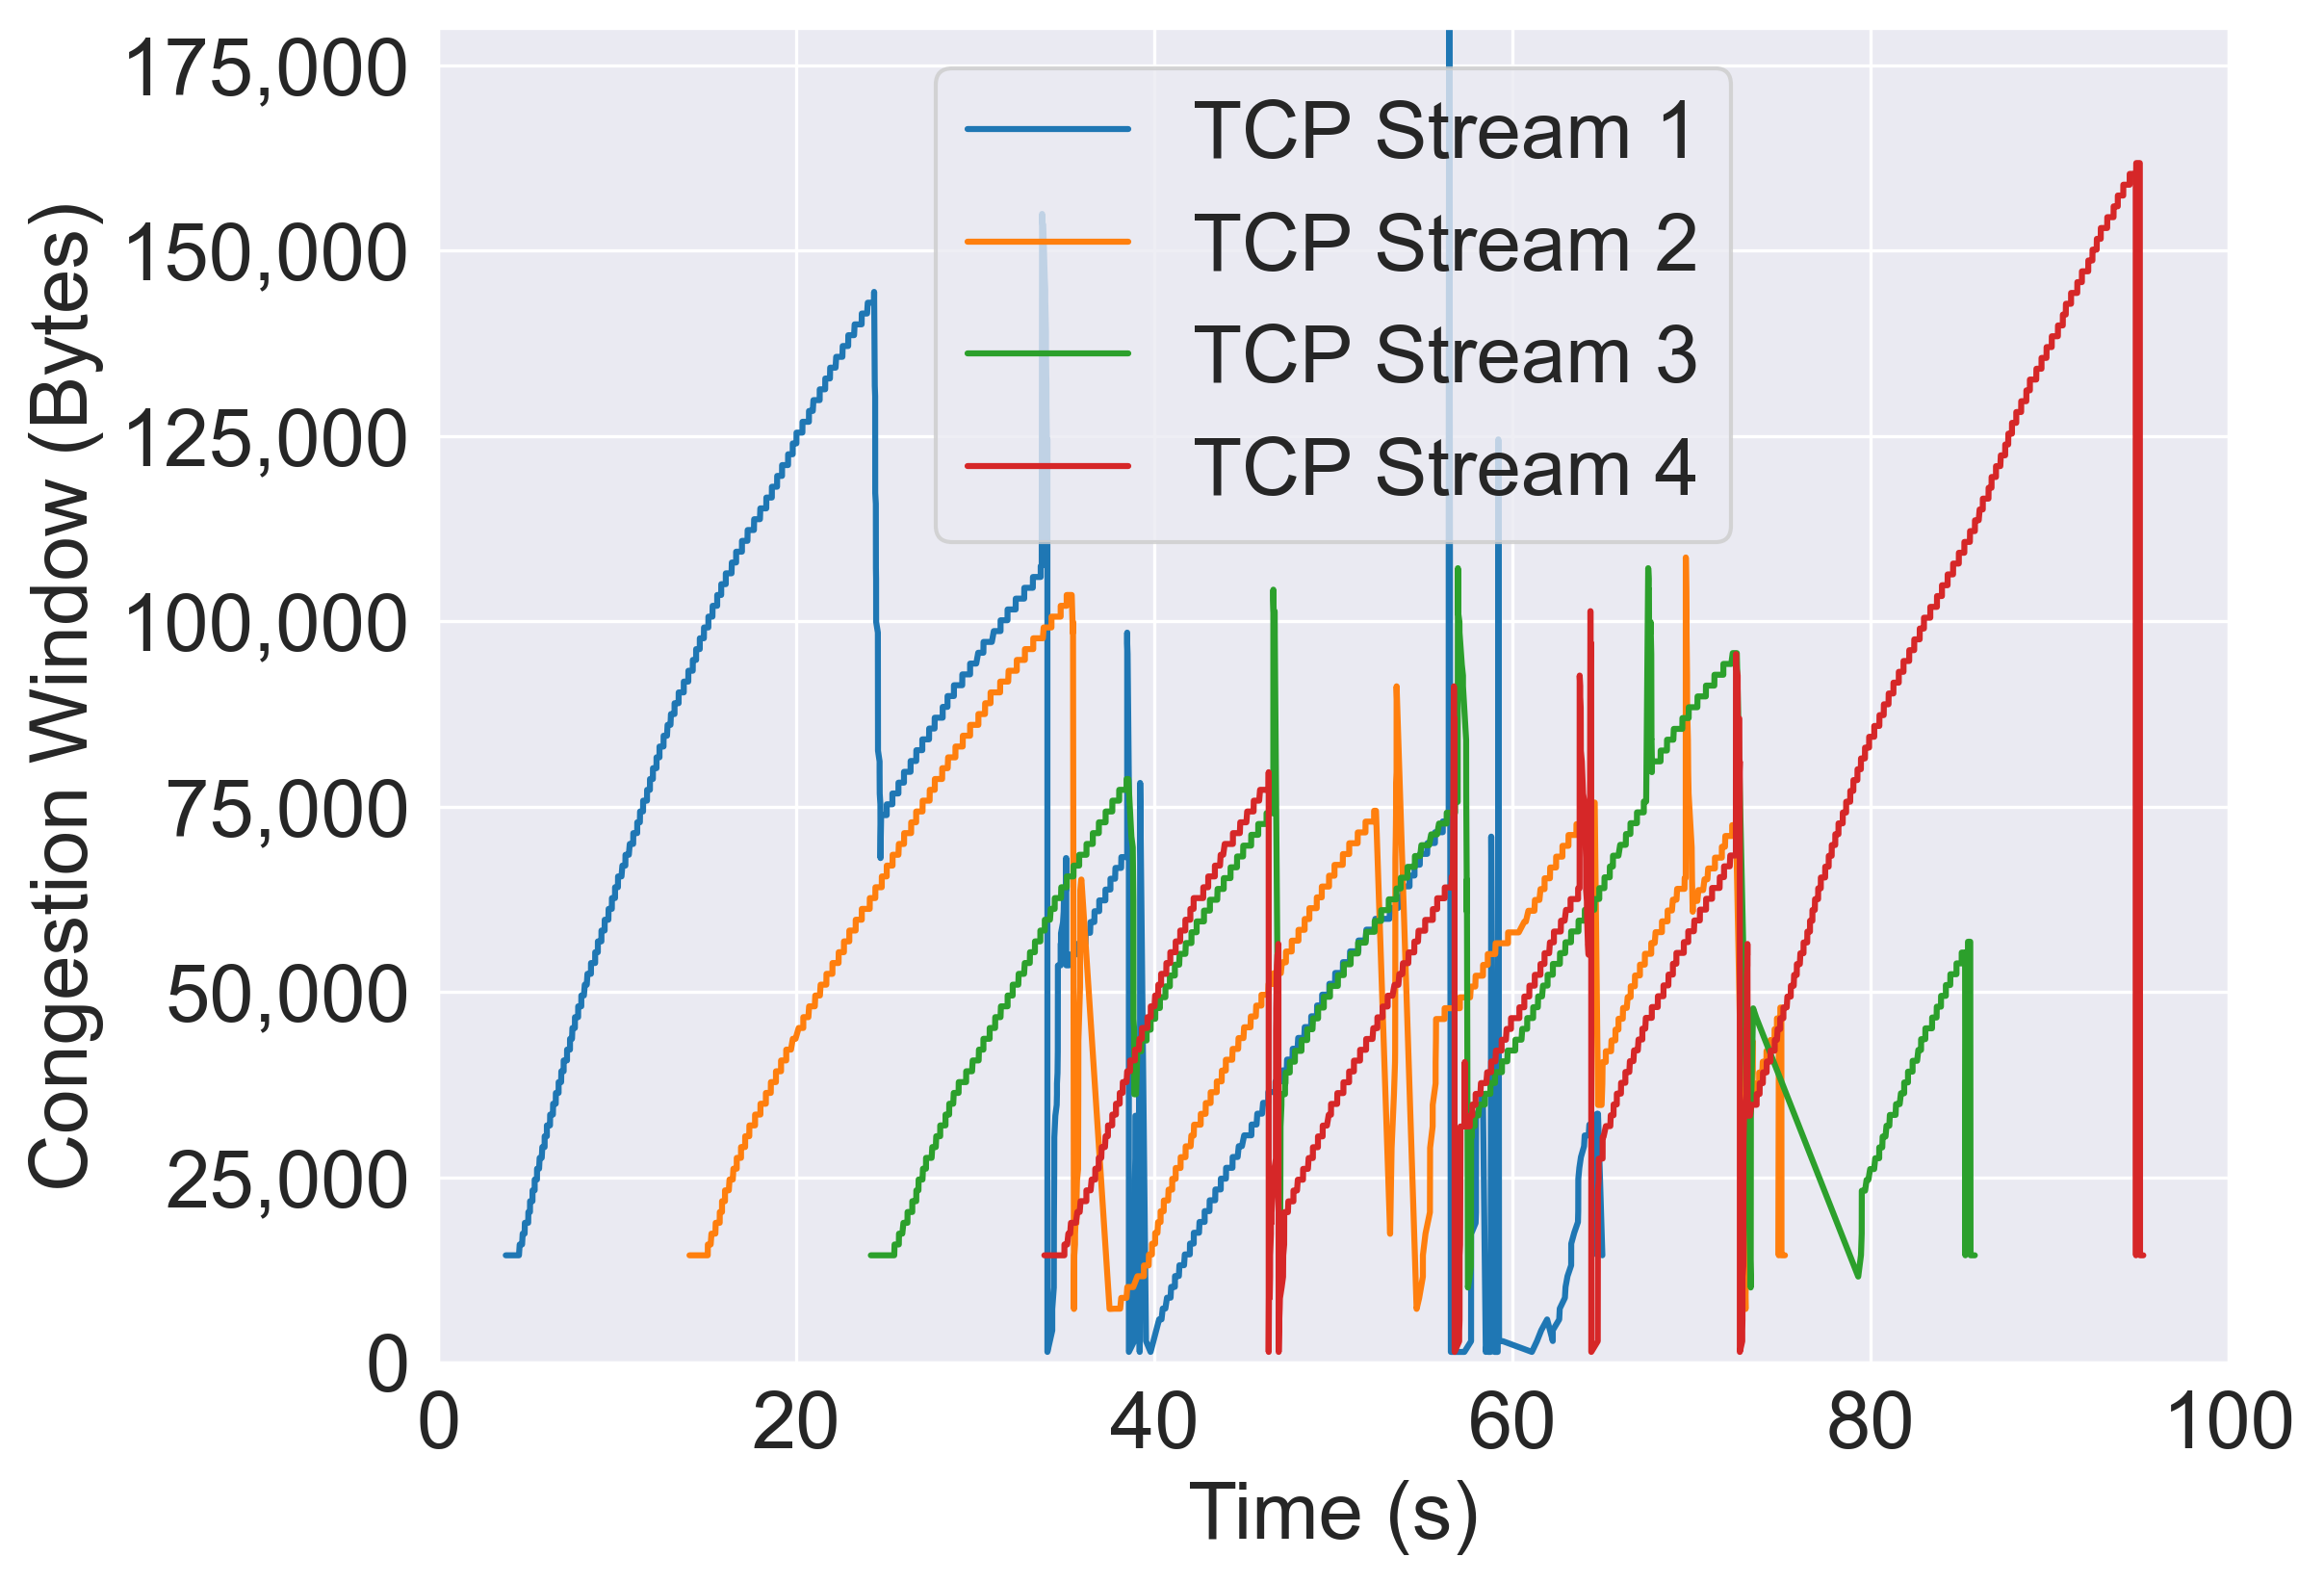 Congestion Window (Bytes)
175,000
150,000
125,000
100,000
75,000
50,000
25,000
0
TCP Stream 1
TCP Stream 2
TCP Stream 3
TCP Stream 4
0 20 40 60 80 100
Time (s)